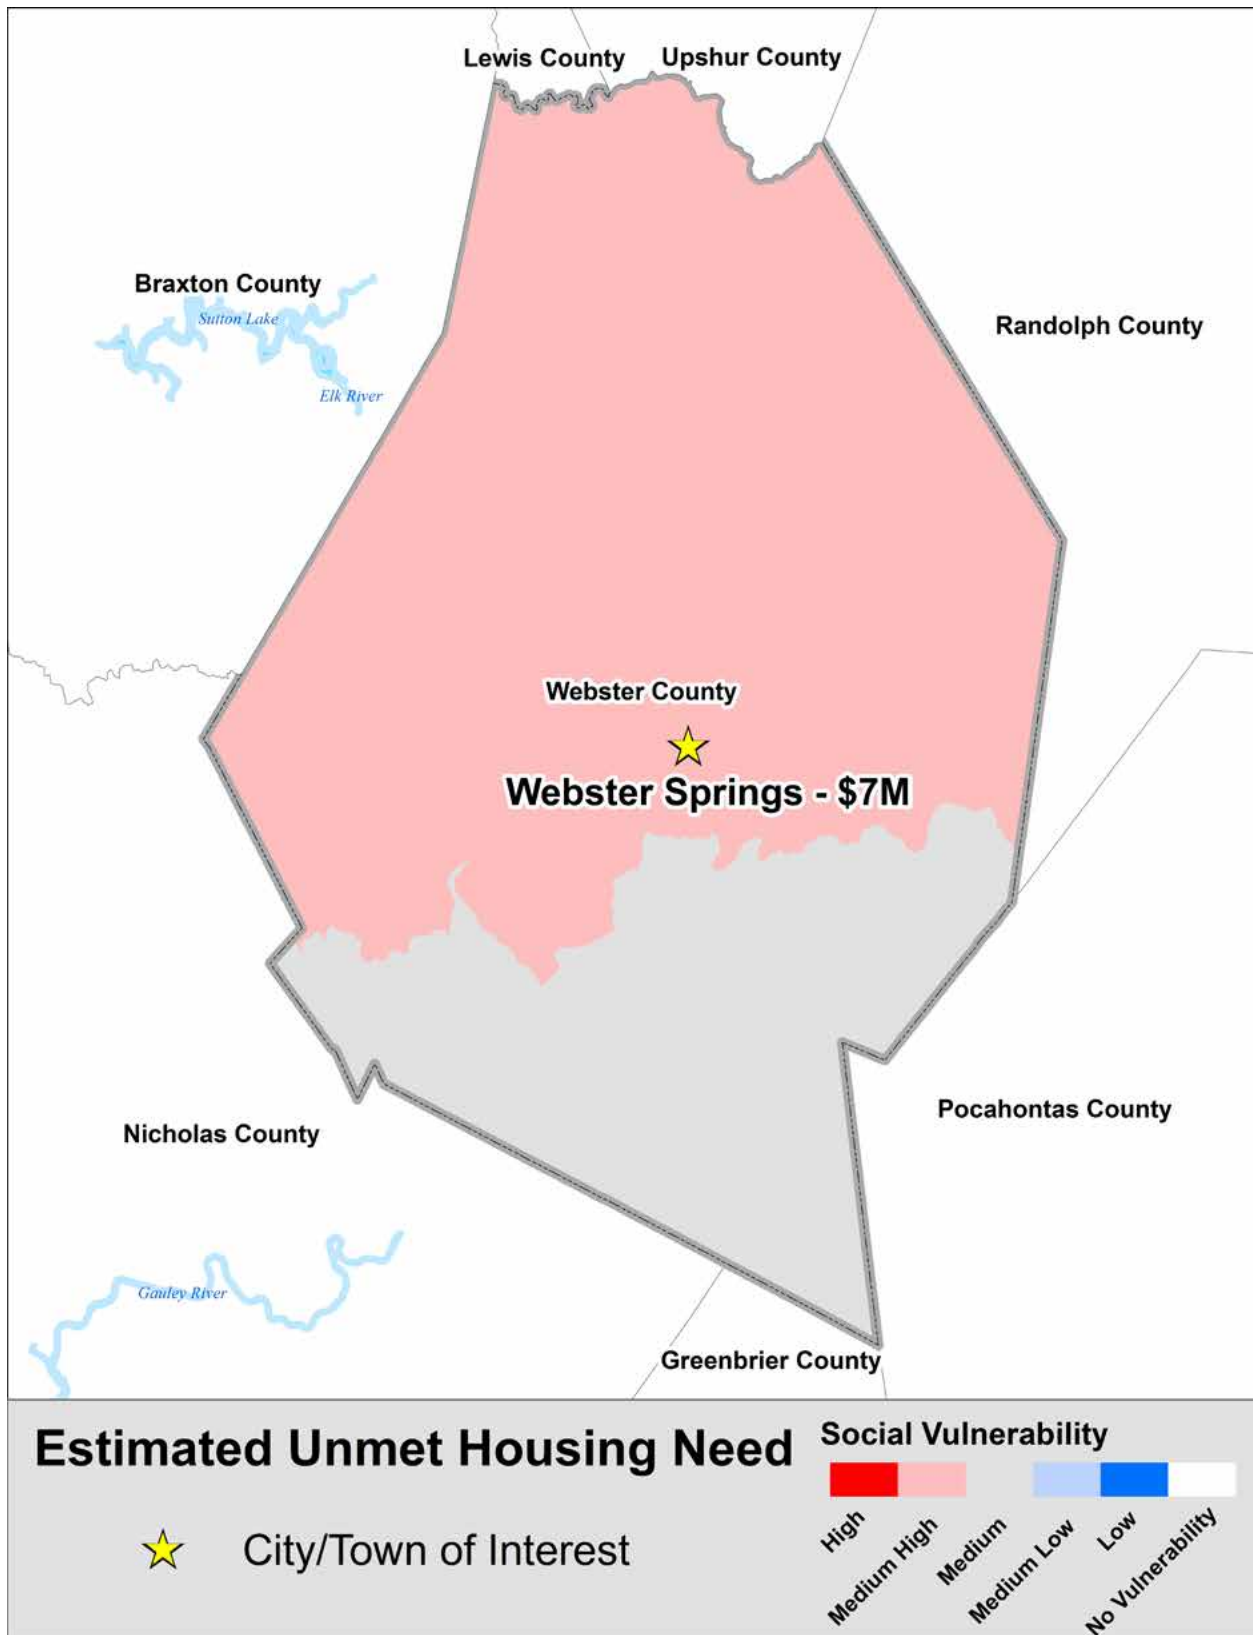 Lewis County
Upshur County
Braxton County
Sutton Lake
Elk River
Randolph County
Webster County
Webster Springs - $7M
Nicholas County
Pocahontas County
Gauley River
Greenbrier County
Estimated Unmet Housing Need
City/Town of Interest
Social Vulnerability
High
Medium High
Medium
Medium Low
Low
No Vulnerability